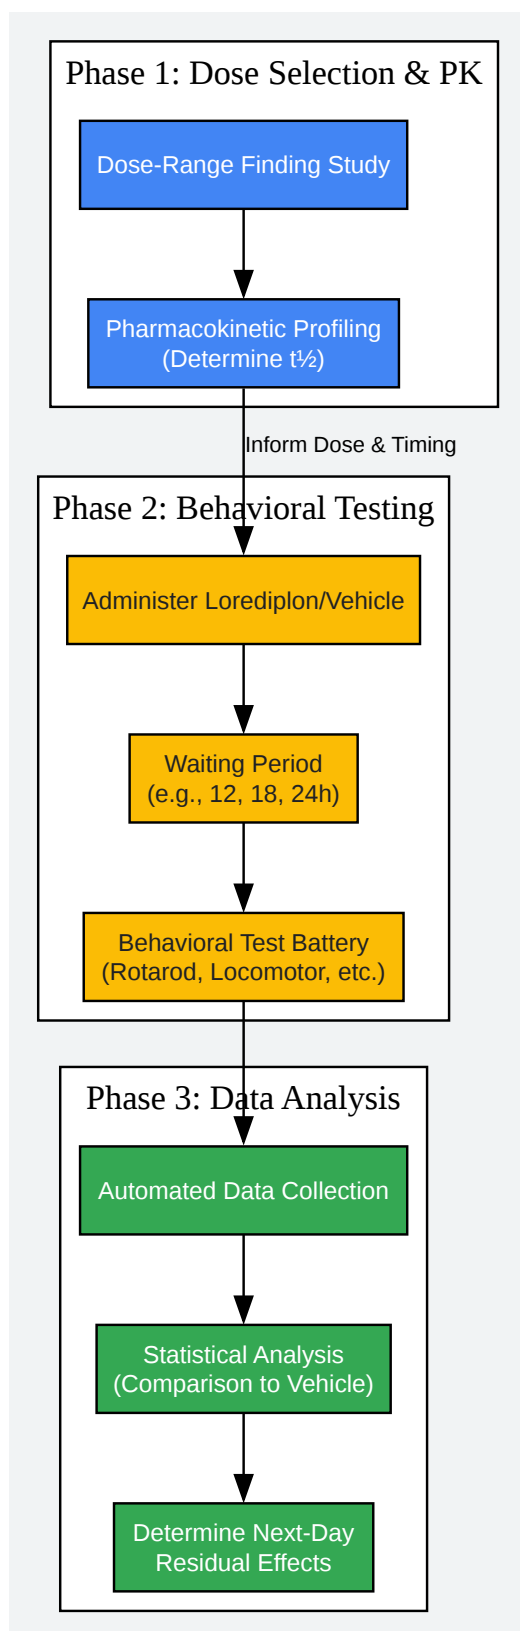 Phase 1: Dose Selection & PK
Dose-Range Finding Study
Pharmacokinetic Profiling
(Determine t½)
Inform Dose & Timing
Phase 2: Behavioral Testing
Administer Lorediplon/Vehicle
Waiting Period
(e.g., 12, 18, 24h)
Behavioral Test Battery
(Rotarod, Locomotor, etc.)
Phase 3: Data Analysis
Automated Data Collection
Statistical Analysis
(Comparison to Vehicle)
Determine Next-Day
Residual Effects